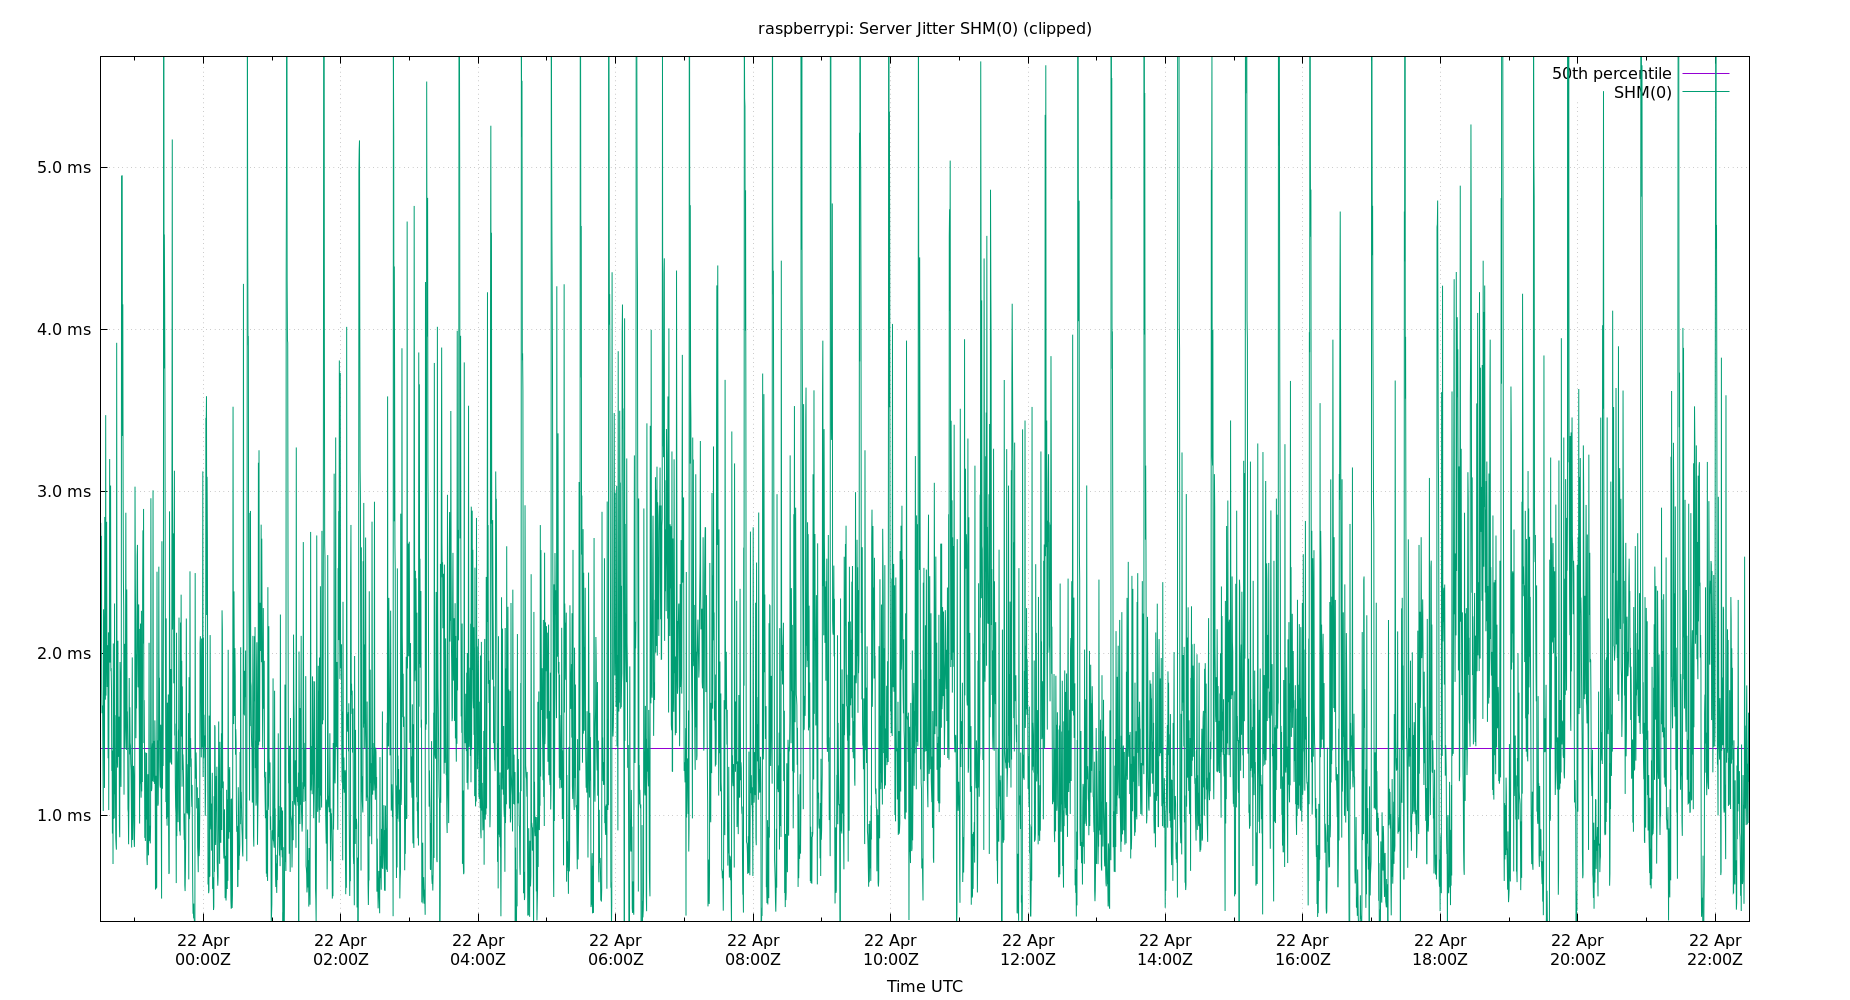 raspberrypi: Server Jitter SHM(0) (clipped)
50th percentile
SHM(0)
5.0 ms
4.0 ms
3.0 ms
2.0 ms
1.0 ms
22 Apr 22 Apr 22 Apr 22 Apr 22 Apr 22 Apr 22 Apr 22 Apr 22 Apr 22 Apr 22 Apr 22 Apr
00:00Z 02:00Z 04:00Z 06:00Z 08:00Z 10:00Z 12:00Z 14:00Z 16:00Z 18:00Z 20:00Z 22:00Z
Time UTC